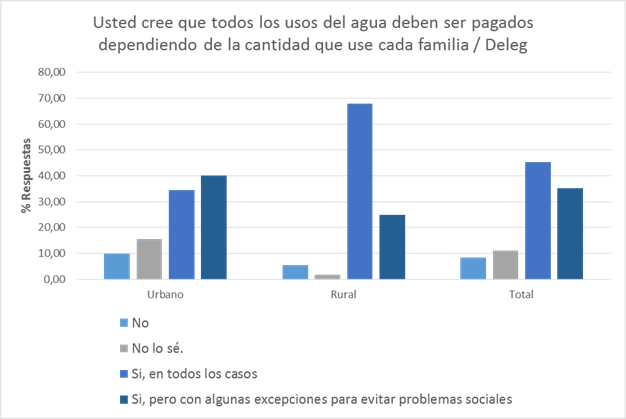 Usted cree que todos los usos del agua deben ser pagados
dependiendo de la cantidad que use cada familia / Deleg
80,00
70,00
60,00
50,00
40,00
30,00
20,00
10,00
0,00
% Respuestas
Urbano
Rural
Total
No
No lo sé.
Si, en todos los casos
Si, pero con algunas excepciones para evitar problemas sociales